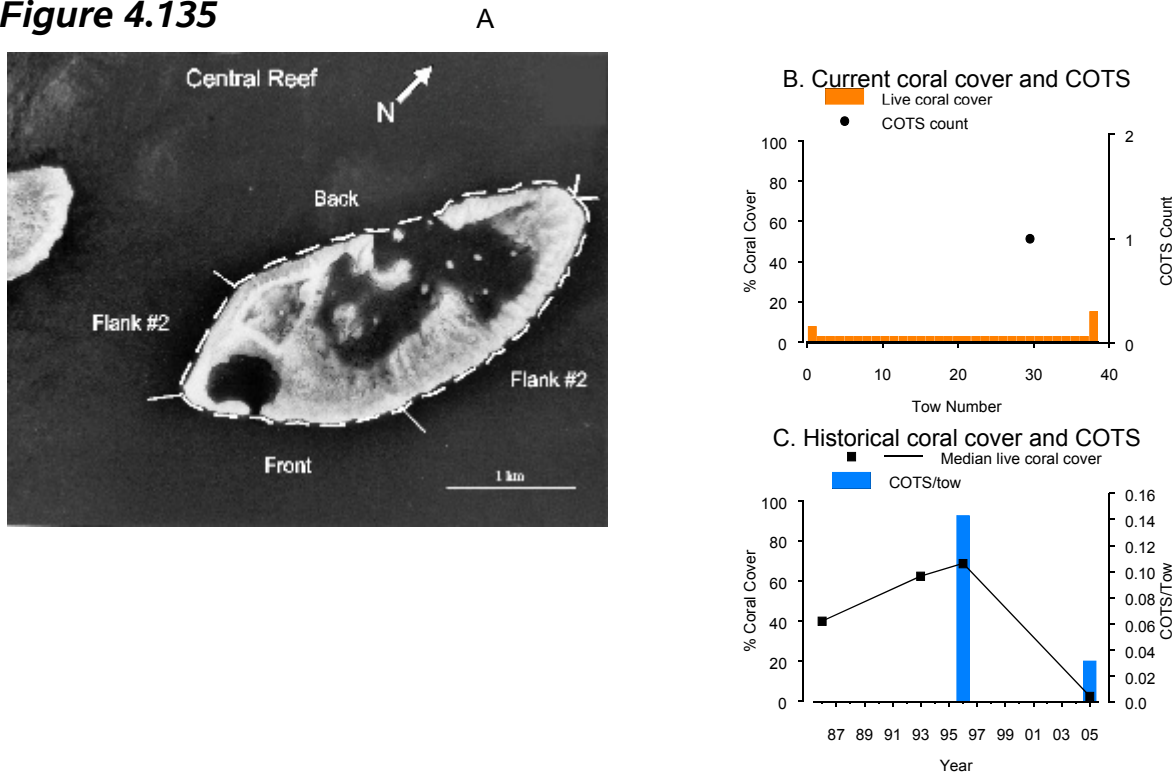 Figure 4.135
A
Central Reef
N
Back
Flank #2
Flank #2
Front
1 km
B. Current coral cover and COTS
Live coral cover
COTS count
100
80
60
40
20
0
% Coral Cover
2
1
0
COTS Count
0 10 20 30 40
Tow Number
C. Historical coral cover and COTS
Median live coral cover
COTS/tow
100
80
60
40
20
0
% Coral Cover
0.16
0.14
0.12
0.10
0.08
0.06
0.04
0.02
0.0
COTS/Tow
87 89 91 93 95 97 99 01 03 05
Year